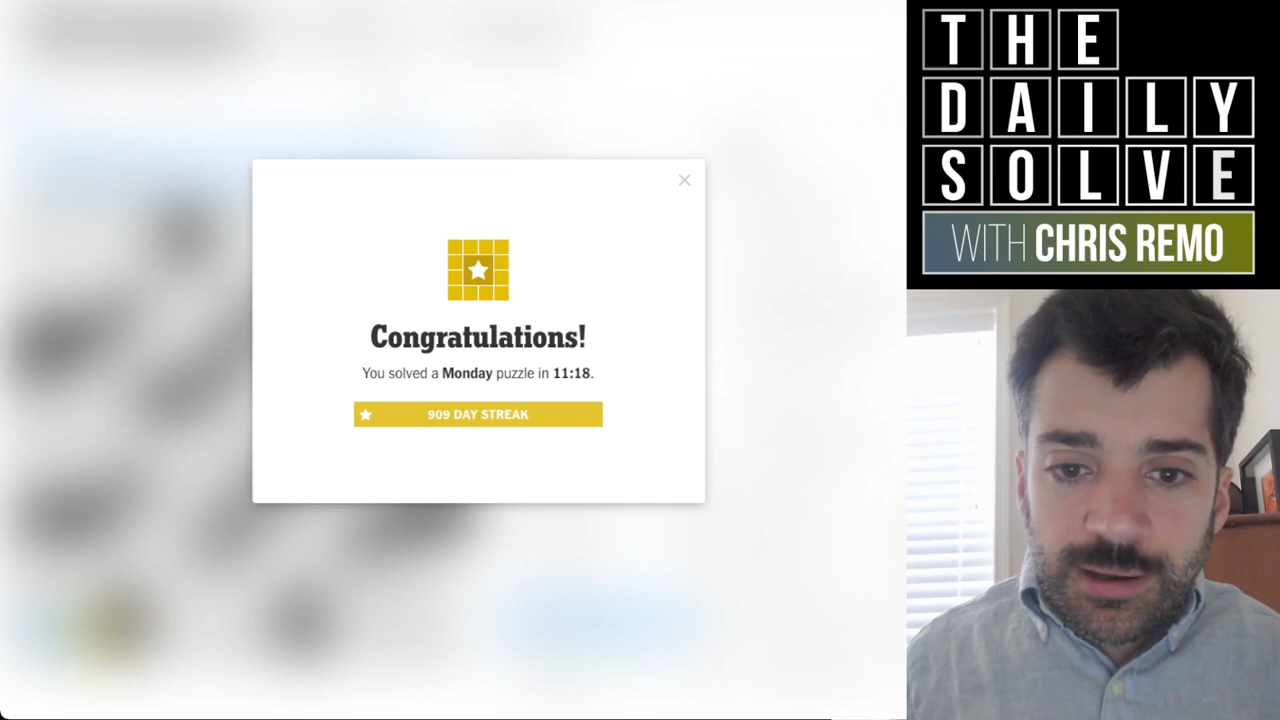 Congratulations!
You solved a Monday puzzle in 11:18.
909 DAY STREAK
THE
DAILY
SOLVE
WITH CHRIS REMO